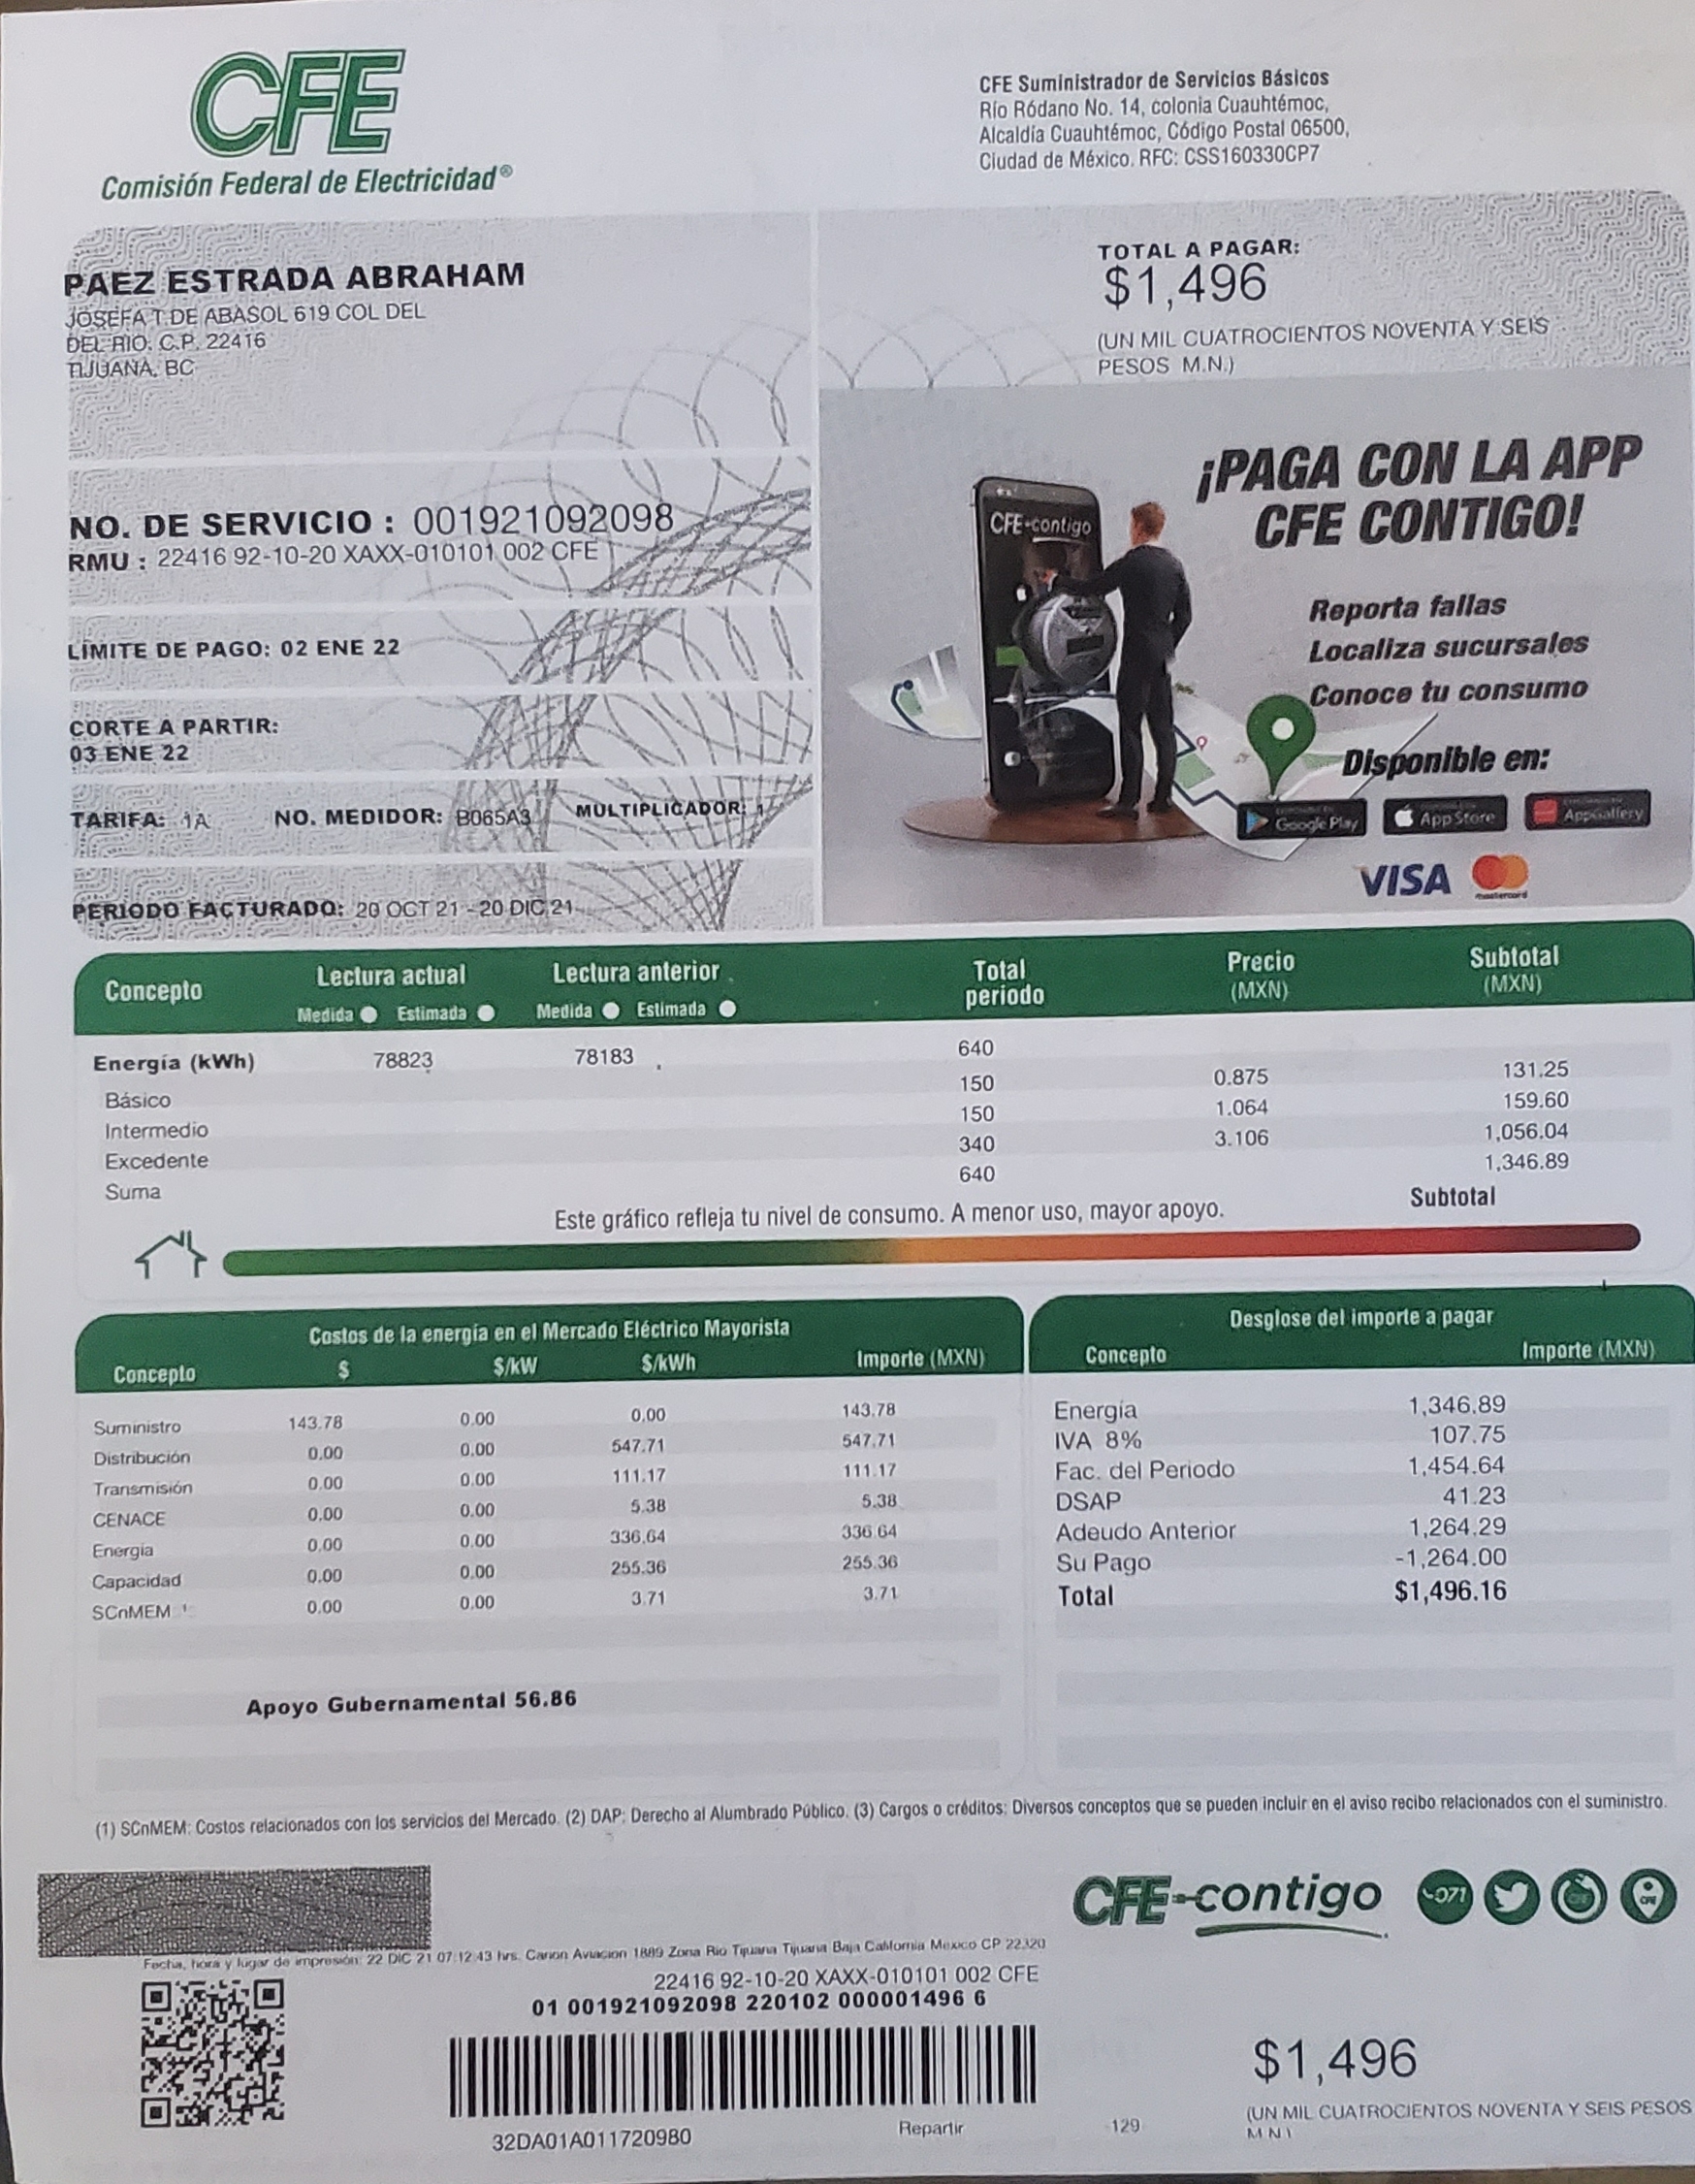 CFE
Comisión Federal de Electricidad®
CFE Suministrador de Servicios Básicos
Río Ródano No. 14, colonia Cuauhtémoc,
Alcaldía Cuauhtémoc, Código Postal 06500,
Ciudad de México. RFC: CSS160330CP7
PAEZ ESTRADA ABRAHAM
JOSEFA T.DE ABASOL 619 COL DEL
DEL RIO. C.P. 22416
TIJUANA, BC
TOTAL A PAGAR:
$1,496
(UN MIL CUATROCIENTOS NOVENTA Y SEIS
PESOS M.N.)
NO. DE SERVICIO : 001921092098
RMU : 22416 92-10-20 XAXX-010101 002 CFE
LÍMITE DE PAGO: 02 ENE 22
CORTE A PARTIR:
03 ENE 22
TARIFA: 1A NO. MEDIDOR: B065A3 MULTIPLICADOR: 1
PERIODO FACTURADO: 20 OCT 21 - 20 DIC 21
¡PAGA CON LA APP
CFE CONTIGO!
CFE-contigo
Reporta fallas
Localiza sucursales
Conoce tu consumo
Disponible en:
Google Play App Store AppGallery
VISA mastercard
Concepto Lectura actual Lectura anterior Total periodo Precio (MXN) Subtotal (MXN)
Medida Estimada Medida Estimada
Energía (kWh) 78823 78183 640
Básico 150 0.875 131.25
Intermedio 150 1.064 159.60
Excedente 340 3.106 1,056.04
Suma 640 1,346.89
Este gráfico refleja tu nivel de consumo. A menor uso, mayor apoyo. Subtotal
Costos de la energía en el Mercado Eléctrico Mayorista
Concepto $ $/kW $/kWh Importe (MXN)
Suministro 143.78 0.00 0.00 143.78
Distribución 0.00 0.00 547.71 547.71
Transmisión 0.00 0.00 111.17 111.17
CENACE 0.00 0.00 5.38 5.38
Energía 0.00 0.00 336.64 336.64
Capacidad 0.00 0.00 255.36 255.36
SCnMEM 1 0.00 0.00 3.71 3.71
Apoyo Gubernamental 56.86
Desglose del importe a pagar
Concepto Importe (MXN)
Energía 1,346.89
IVA 8% 107.75
Fac. del Periodo 1,454.64
DSAP 41.23
Adeudo Anterior 1,264.29
Su Pago -1,264.00
Total $1,496.16
(1) SCnMEM: Costos relacionados con los servicios del Mercado. (2) DAP: Derecho al Alumbrado Público. (3) Cargos o créditos: Diversos conceptos que se pueden incluir en el aviso recibo relacionados con el suministro.
CFE-contigo 071 CFE
Fecha, hora y lugar de impresión: 22 DIC 21 07:12:43 hrs. Canon Aviacion 1889 Zona Rio Tijuana Tijuana Baja California Mexico CP 22320
22416 92-10-20 XAXX-010101 002 CFE
01 001921092098 220102 000001496 6
32DA01A011720980
Repartir
129
$1,496
(UN MIL CUATROCIENTOS NOVENTA Y SEIS PESOS
M.N.)